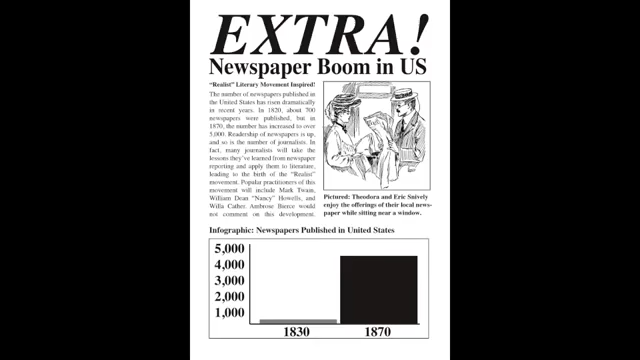 EXTRA!
Newspaper Boom in US
"Realist" Literary Movement Inspired!
The number of newspapers published in
the United States has risen dramatically
in recent years. In 1820, about 700
newspapers were published, but in
1870, the number has increased to over
5,000. Readership of newspapers is up,
and so is the number of journalists. In
fact, many journalists will take the
lessons they've learned from newspaper
reporting and apply them to literature,
leading to the birth of the "Realist"
movement. Popular practitioners of this
movement will include Mark Twain,
William Dean "Nancy" Howells, and
Willa Cather. Ambrose Bierce would
not comment on this development.
Pictured: Theodora and Eric Snively
enjoy the offerings of their local news-
paper while sitting near a window.
Infographic: Newspapers Published in United States
5,000
4,000
3,000
2,000
1,000
1830 1870